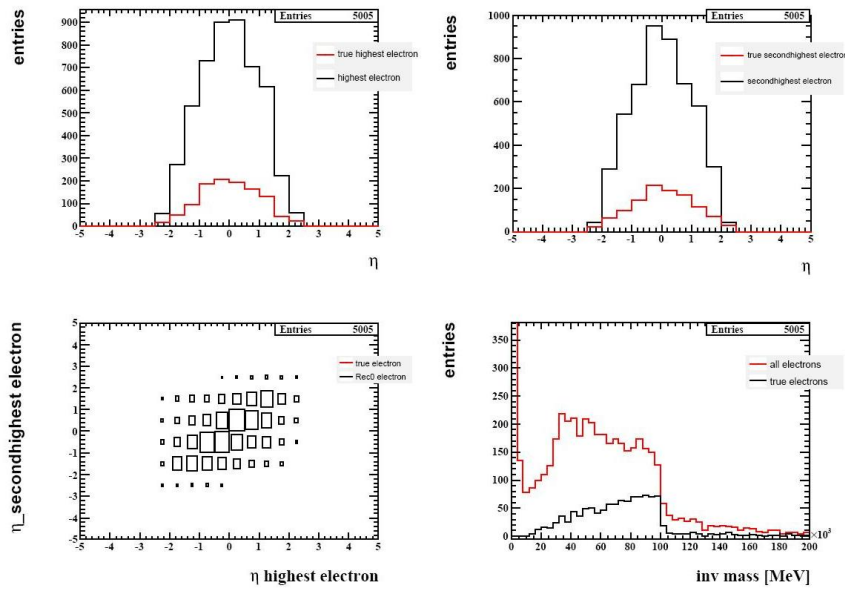 entries
Entries 5005
true highest electron
highest electron
900
800
700
600
500
400
300
200
100
0
-5 -4 -3 -2 -1 0 1 2 3 4 5
η
entries
Entries 5005
true secondhighest electron
secondhighest electron
1000
800
600
400
200
0
-5 -4 -3 -2 -1 0 1 2 3 4 5
η
η_secondhighest electron
Entries 5005
true electron
Rec0 electron
5
4
3
2
1
0
-1
-2
-3
-4
-5
-5 -4 -3 -2 -1 0 1 2 3 4 5
η highest electron
entries
Entries 5005
all electrons
true electrons
350
300
250
200
150
100
50
0
0 20 40 60 80 100 120 140 160 180 200
×10³
inv mass [MeV]